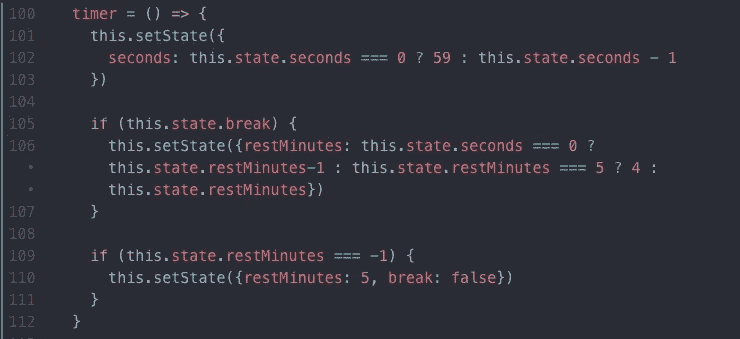 100 timer = () => {
101 this.setState({
102 seconds: this.state.seconds === 0 ? 59 : this.state.seconds - 1
103 })
104
105 if (this.state.break) {
106 this.setState({restMinutes: this.state.seconds === 0 ?
• this.state.restMinutes-1 : this.state.restMinutes === 5 ? 4 :
• this.state.restMinutes})
107 }
108
109 if (this.state.restMinutes === -1) {
110 this.setState({restMinutes: 5, break: false})
111 }
112 }